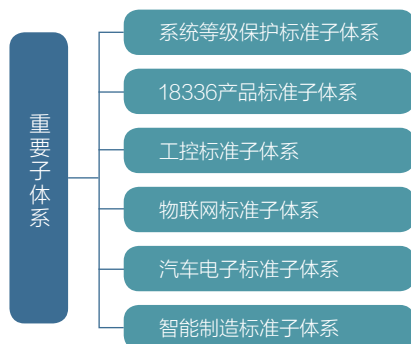 重要子体系
系统等级保护标准子体系
18336产品标准子体系
工控标准子体系
物联网标准子体系
汽车电子标准子体系
智能制造标准子体系